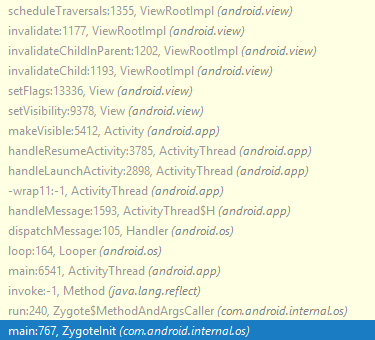 scheduleTraversals:1355, ViewRootImpl (android.view)
invalidate:1177, ViewRootImpl (android.view)
invalidateChildInParent:1202, ViewRootImpl (android.view)
invalidateChild:1193, ViewRootImpl (android.view)
setFlags:13336, View (android.view)
setVisibility:9378, View (android.view)
makeVisible:5412, Activity (android.app)
handleResumeActivity:3785, ActivityThread (android.app)
handleLaunchActivity:2898, ActivityThread (android.app)
-wrap11:-1, ActivityThread (android.app)
handleMessage:1593, ActivityThread$H (android.app)
dispatchMessage:105, Handler (android.os)
loop:164, Looper (android.os)
main:6541, ActivityThread (android.app)
invoke:-1, Method (java.lang.reflect)
run:240, Zygote$MethodAndArgsCaller (com.android.internal.os)
main:767, ZygoteInit (com.android.internal.os)